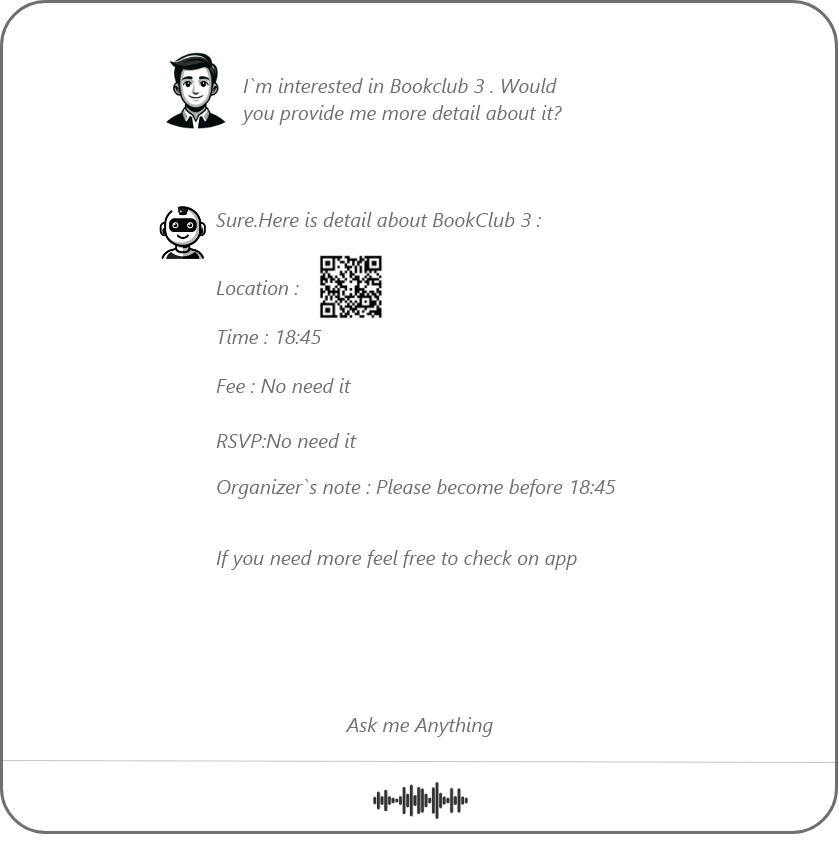 I`m interested in Bookclub 3 . Would
you provide me more detail about it?
Sure.Here is detail about BookClub 3 :
Location :
Time : 18:45
Fee : No need it
RSVP:No need it
Organizer`s note : Please become before 18:45
If you need more feel free to check on app
Ask me Anything